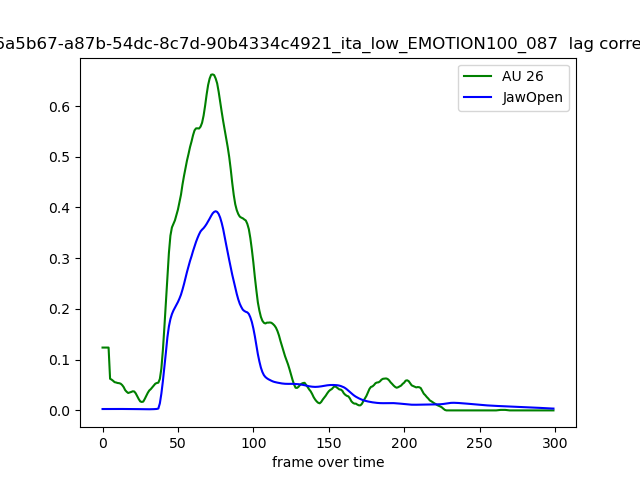 6a5b67-a87b-54dc-8c7d-90b4334c4921_ita_low_EMOTION100_087 lag corre
AU 26
JawOpen
0.6
0.5
0.4
0.3
0.2
0.1
0.0
0 50 100 150 200 250 300
frame over time